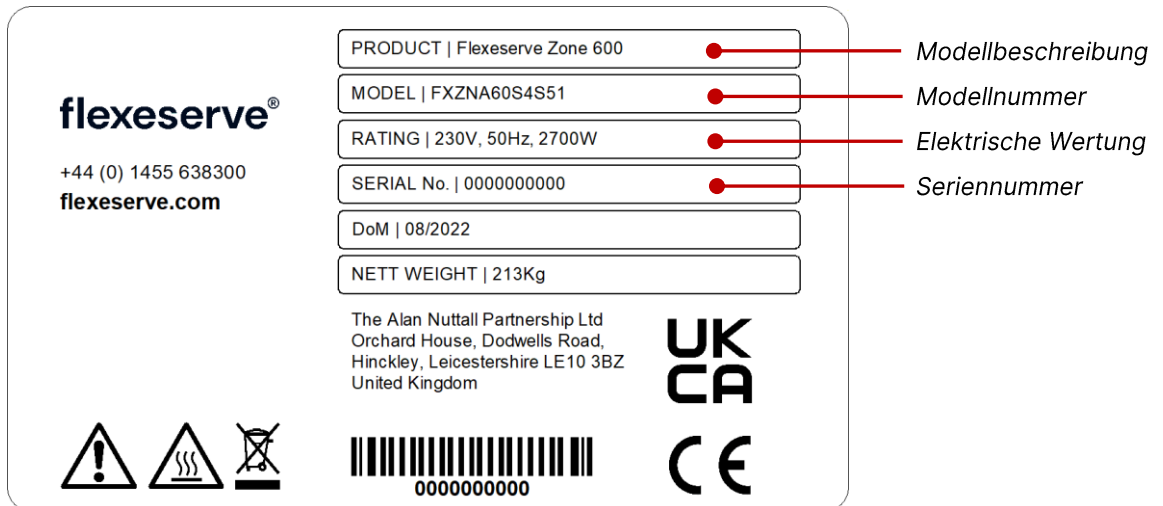 flexeserve®
+44 (0) 1455 638300
flexeserve.com
PRODUCT | Flexeserve Zone 600
MODEL | FXZNA60S4S51
RATING | 230V, 50Hz, 2700W
SERIAL No. | 0000000000
DoM | 08/2022
NETT WEIGHT | 213Kg
Modellbeschreibung
Modellnummer
Elektrische Wertung
Seriennummer
The Alan Nuttall Partnership Ltd
Orchard House, Dodwells Road,
Hinckley, Leicestershire LE10 3BZ
United Kingdom
UK
CA
CE
0000000000